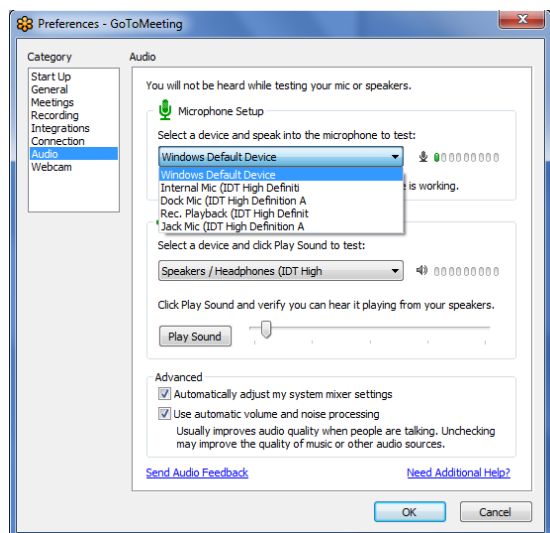 Preferences - GoToMeeting
Category
Start Up
General
Meetings
Recording
Integrations
Connection
Audio
Webcam
Audio
You will not be heard while testing your mic or speakers.
Microphone Setup
Select a device and speak into the microphone to test:
Windows Default Device
Windows Default Device
Internal Mic (IDT High Definiti
Dock Mic (IDT High Definition A
Rec. Playback (IDT High Definit
Jack Mic (IDT High Definition A
is working.
Select a device and click Play Sound to test:
Speakers / Headphones (IDT High
Click Play Sound and verify you can hear it playing from your speakers.
Play Sound
Advanced
Automatically adjust my system mixer settings
Use automatic volume and noise processing
Usually improves audio quality when people are talking. Unchecking
may improve the quality of music or other audio sources.
Send Audio Feedback
Need Additional Help?
OK
Cancel